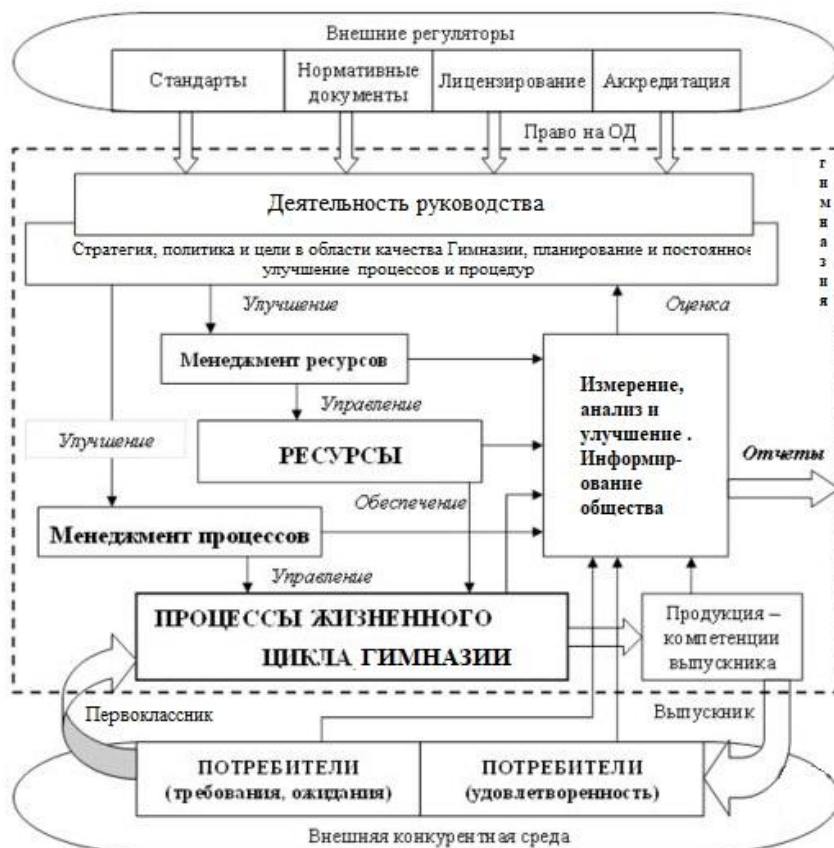 Внешние регуляторы
Стандарты
Нормативные
документы
Лицензирование
Аккредитация
Право на ОД
гимназия
Деятельность руководства
Стратегия, политика и цели в области качества Гимназии, планирование и постоянное
улучшение процессов и процедур
Улучшение
Оценка
Менеджмент ресурсов
Управление
Измерение,
анализ и
улучшение .
Информир-
ование
общества
Улучшение
РЕСУРСЫ
Отчеты
Обеспечение
Менеджмент процессов
Управление
ПРОЦЕССЫ ЖИЗНЕННОГО
ЦИКЛА ГИМНАЗИИ
Продукция –
компетенции
выпускника
Первоклассник
Выпускник
ПОТРЕБИТЕЛИ
(требования, ожидания)
ПОТРЕБИТЕЛИ
(удовлетворенность)
Внешняя конкурентная среда